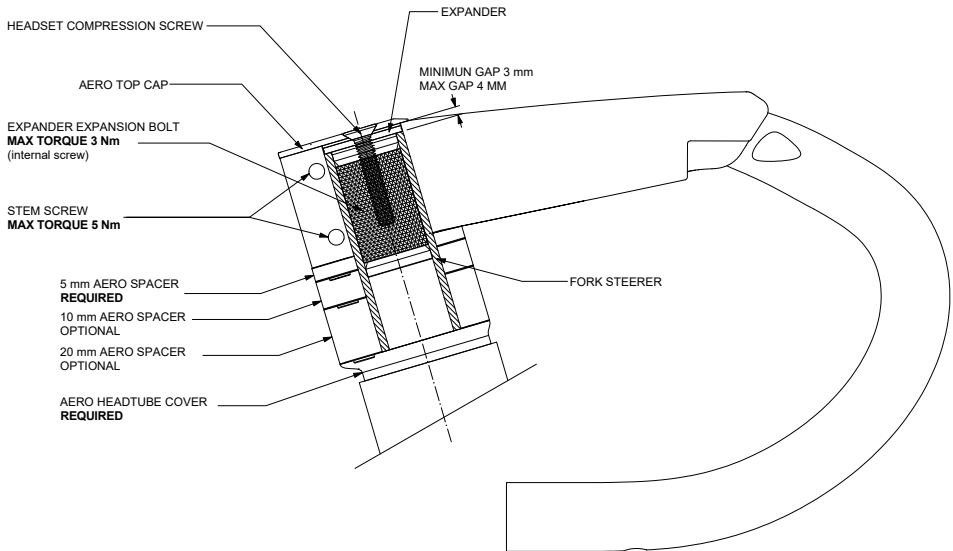 EXPANDER
HEADSET COMPRESSION SCREW
MINIMUN GAP 3 mm
MAX GAP 4 MM
AERO TOP CAP
EXPANDER EXPANSION BOLT
MAX TORQUE 3 Nm
(internal screw)
STEM SCREW
MAX TORQUE 5 Nm
5 mm AERO SPACER
REQUIRED
FORK STEERER
10 mm AERO SPACER
OPTIONAL
20 mm AERO SPACER
OPTIONAL
AERO HEADTUBE COVER
REQUIRED